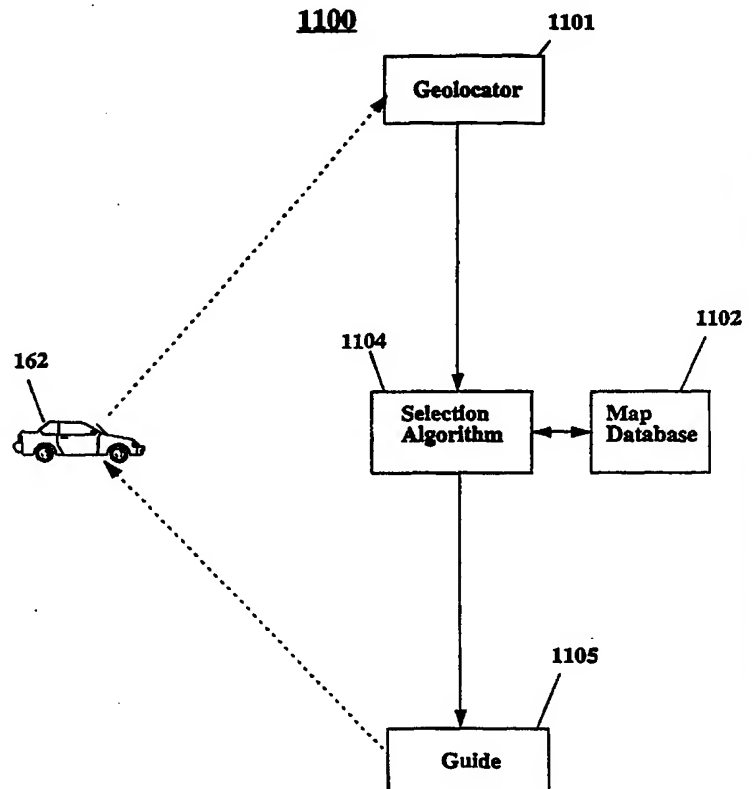 1100
1101
Geolocator
1102
1104
162
Selection
Algorithm
Map
Database
1105
Guide